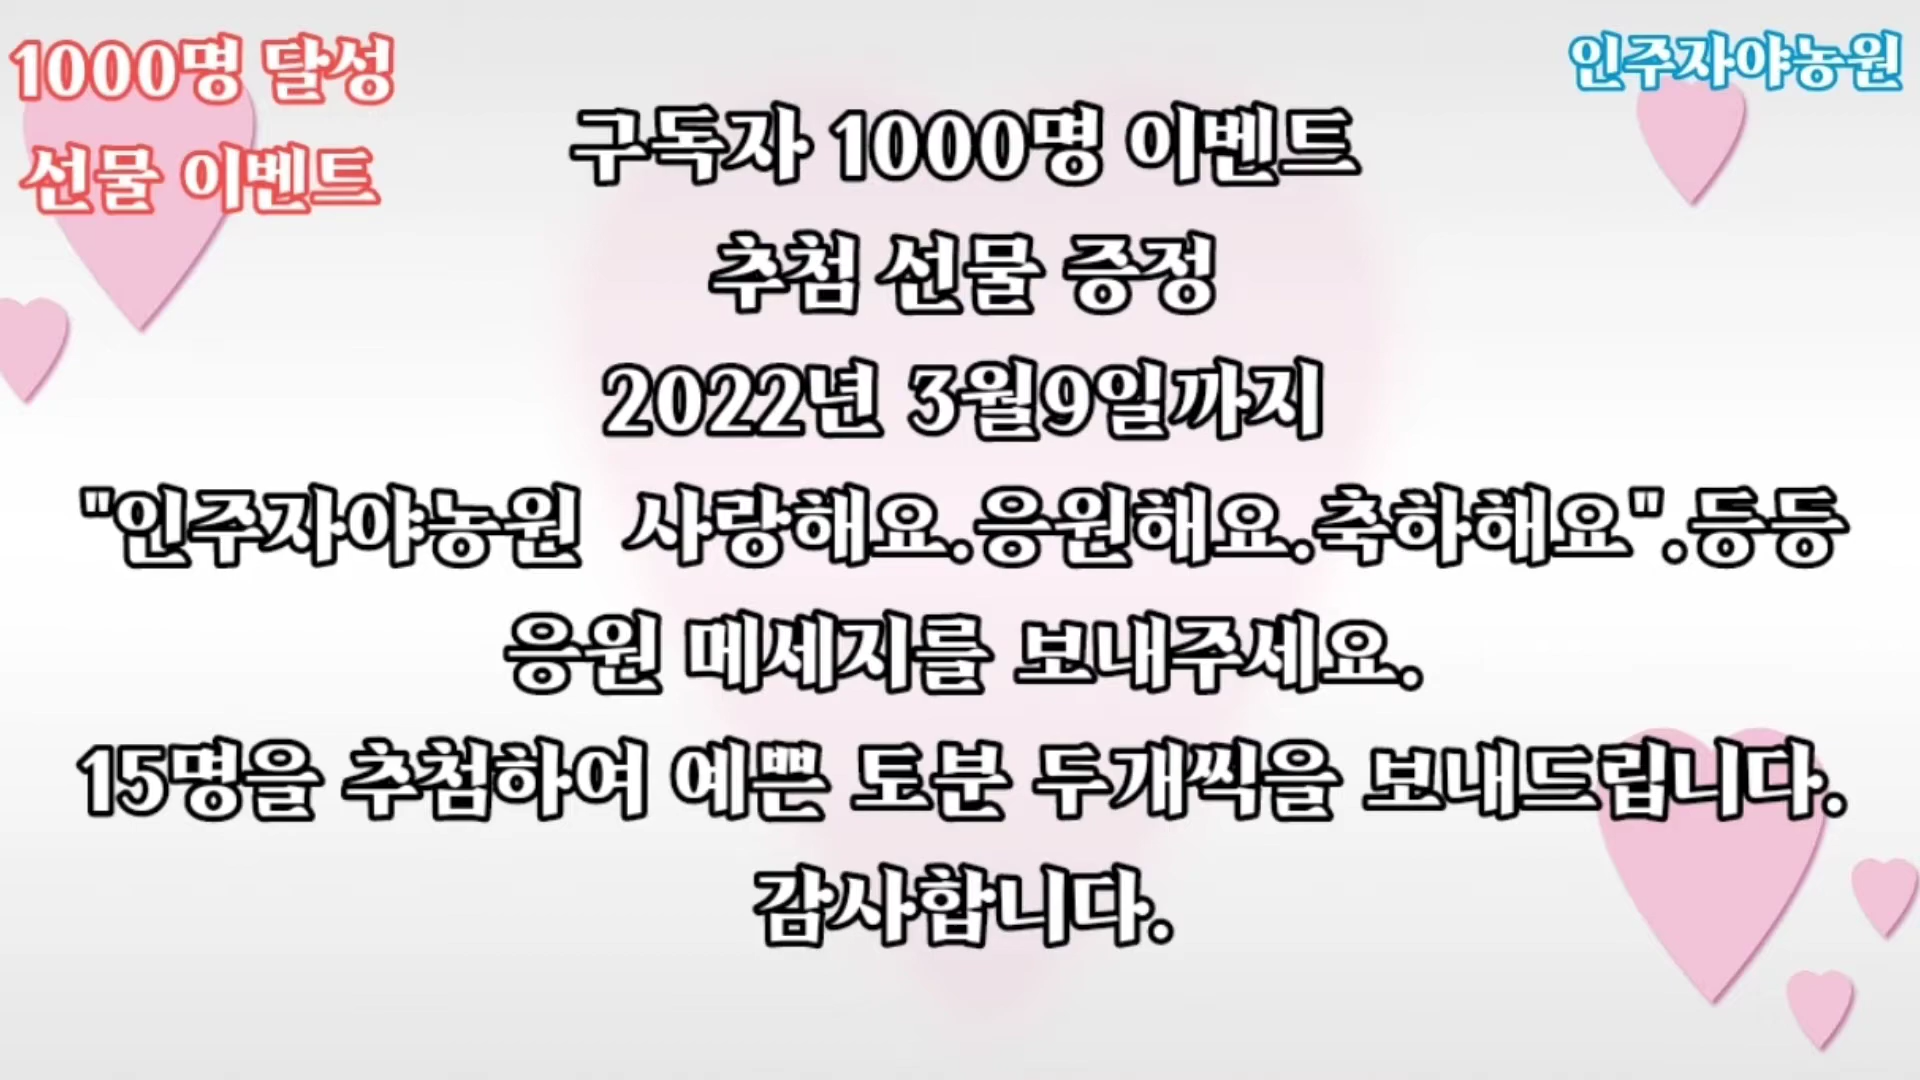 1000명 달성
선물 이벤트
인주자야농원
구독자 1000명 이벤트
추첨 선물 증정
2022년 3월9일까지
"인주자야농원  사랑해요.응원해요.축하해요".등등
응원 메세지를 보내주세요.
15명을 추첨하여 예쁜 토분 두개씩을 보내드립니다.
감사합니다.